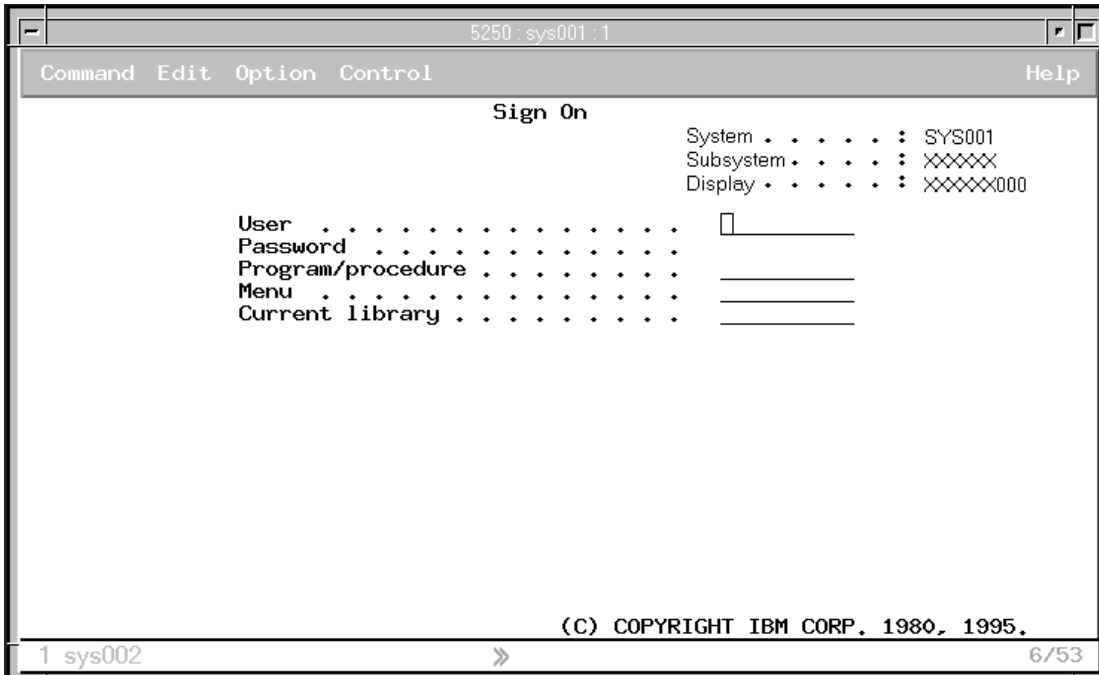 5250 : sys001 : 1
Command Edit Option Control Help
Sign On
System . . . . . : SYS001
Subsystem . . . . : XXXXXX
Display . . . . . : XXXXXX000
User . . . . . . . . . . . . . .
Password . . . . . . . . . . . .
Program/procedure . . . . . . . .
Menu . . . . . . . . . . . . . .
Current library . . . . . . . . .
(C) COPYRIGHT IBM CORP. 1980, 1995.
1 sys002 » 6/53